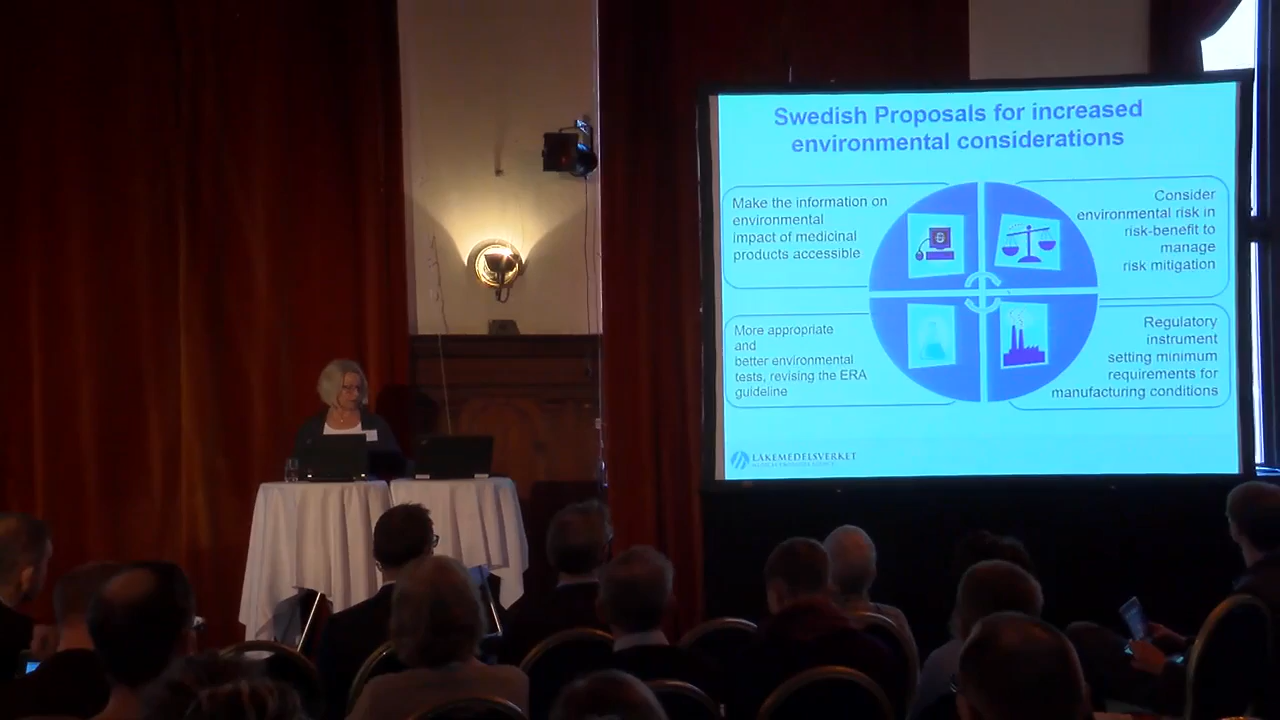 Swedish Proposals for increased
environmental considerations
Make the information on
environmental
impact of medicinal
products accessible
Consider
environmental risk in
risk-benefit to
manage
risk mitigation
More appropriate
and
better environmental
tests, revising the ERA
guideline
Regulatory
instrument
setting minimum
requirements for
manufacturing conditions
LÄKEMEDELSVERKET